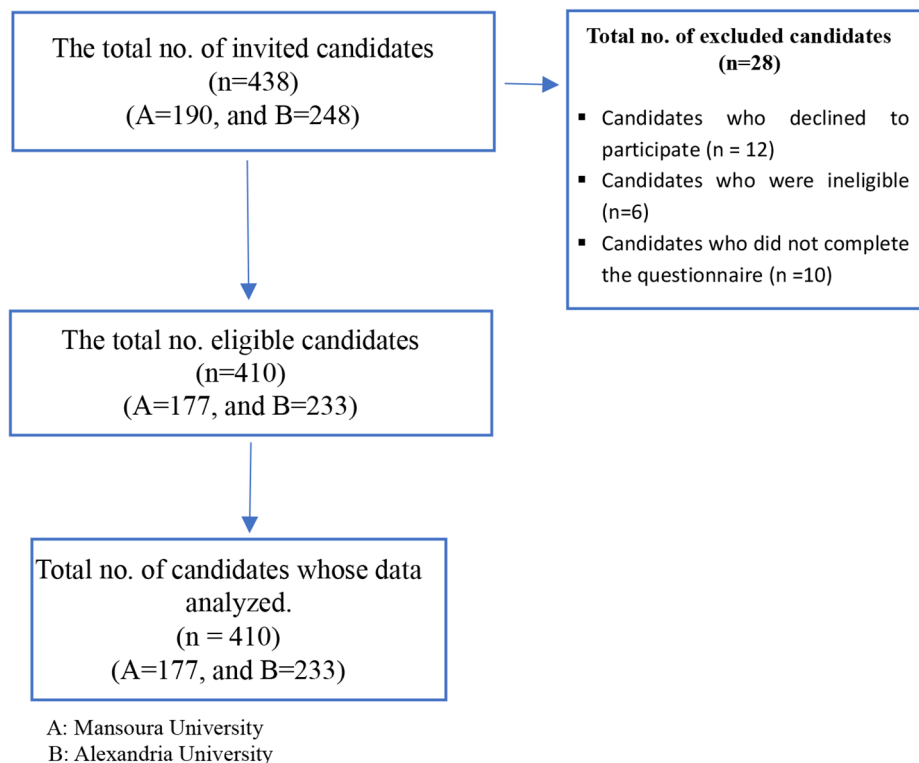 The total no. of invited candidates
(n=438)
(A=190, and B=248)
Total no. of excluded candidates
(n=28)
▪ Candidates who declined to
participate (n = 12)
▪ Candidates who were ineligible
(n=6)
▪ Candidates who did not complete
the questionnaire (n =10)
The total no. eligible candidates
(n=410)
(A=177, and B=233)
Total no. of candidates whose data
analyzed.
(n = 410)
(A=177, and B=233)
A: Mansoura University
B: Alexandria University